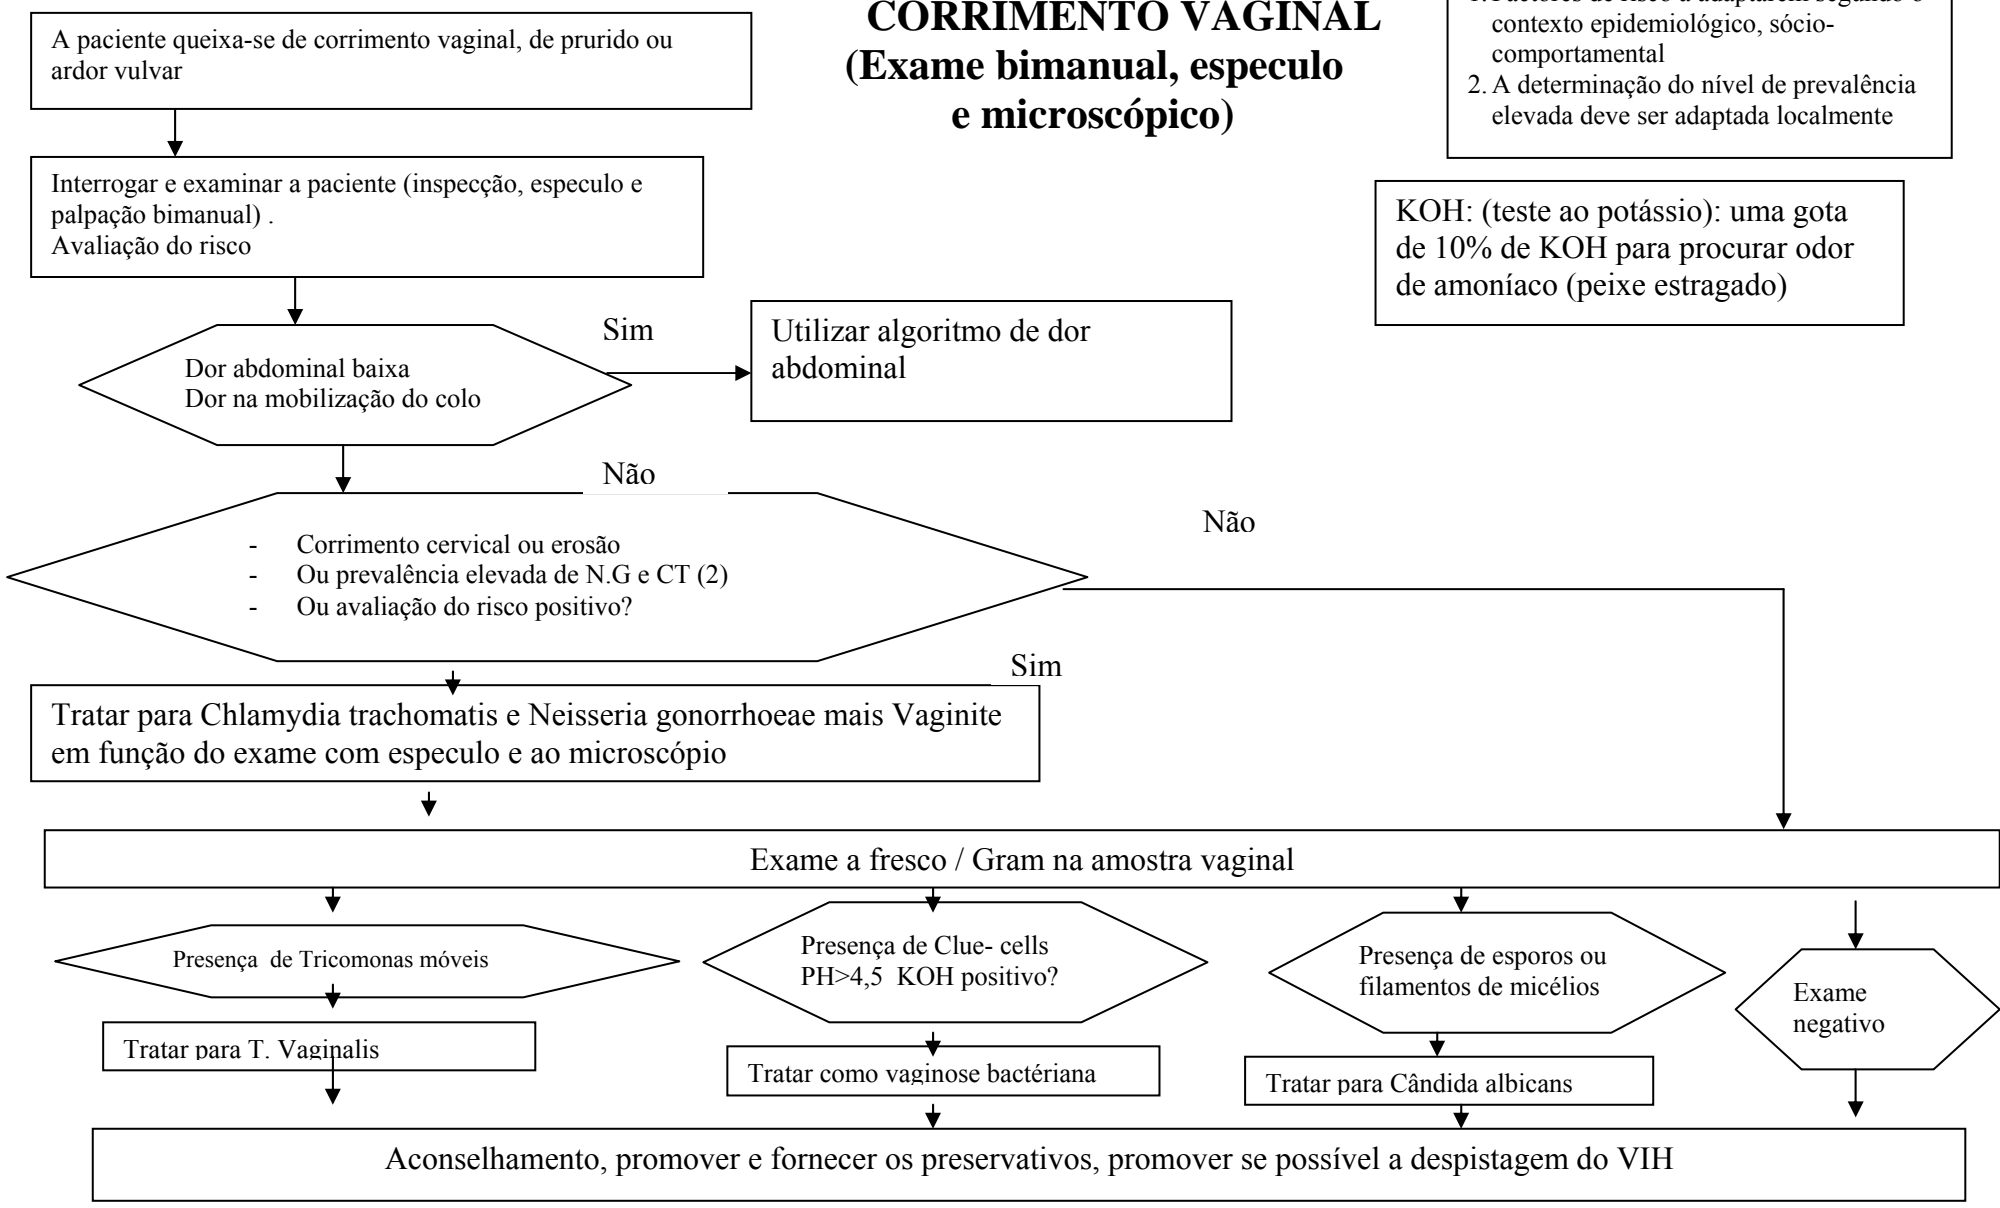 CORRIMENTO VAGINAL
(Exame bimanual, especulo
e microscópico)
1. Factores de risco a adaptarem segundo o
contexto epidemiológico, sócio-
comportamental
2. A determinação do nível de prevalência
elevada deve ser adaptada localmente
KOH: (teste ao potássio): uma gota
de 10% de KOH para procurar odor
de amoníaco (peixe estragado)
A paciente queixa-se de corrimento vaginal, de prurido ou
ardor vulvar
Interrogar e examinar a paciente (inspecção, especulo e
palpação bimanual) .
Avaliação do risco
Dor abdominal baixa
Dor na mobilização do colo
Sim
Utilizar algoritmo de dor
abdominal
Não
- Corrimento cervical ou erosão
- Ou prevalência elevada de N.G e CT (2)
- Ou avaliação do risco positivo?
Não
Sim
Tratar para Chlamydia trachomatis e Neisseria gonorrhoeae mais Vaginite
em função do exame com especulo e ao microscópio
Exame a fresco / Gram na amostra vaginal
Presença de Tricomonas móveis
Presença de Clue- cells
PH>4,5 KOH positivo?
Presença de esporos ou
filamentos de micélios
Exame
negativo
Tratar para T. Vaginalis
Tratar como vaginose bactériana
Tratar para Cândida albicans
Aconselhamento, promover e fornecer os preservativos, promover se possível a despistagem do VIH